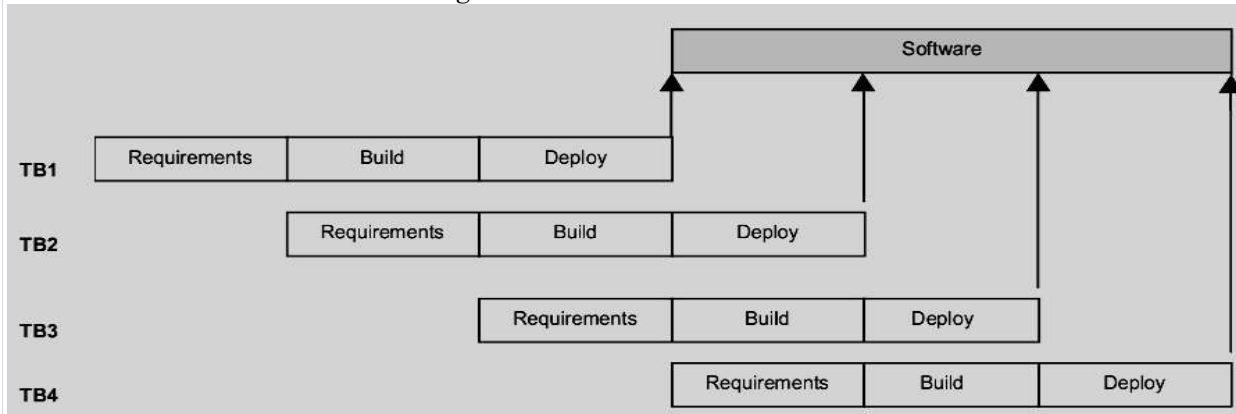 Software
TB1 Requirements Build Deploy
TB2 Requirements Build Deploy
TB3 Requirements Build Deploy
TB4 Requirements Build Deploy